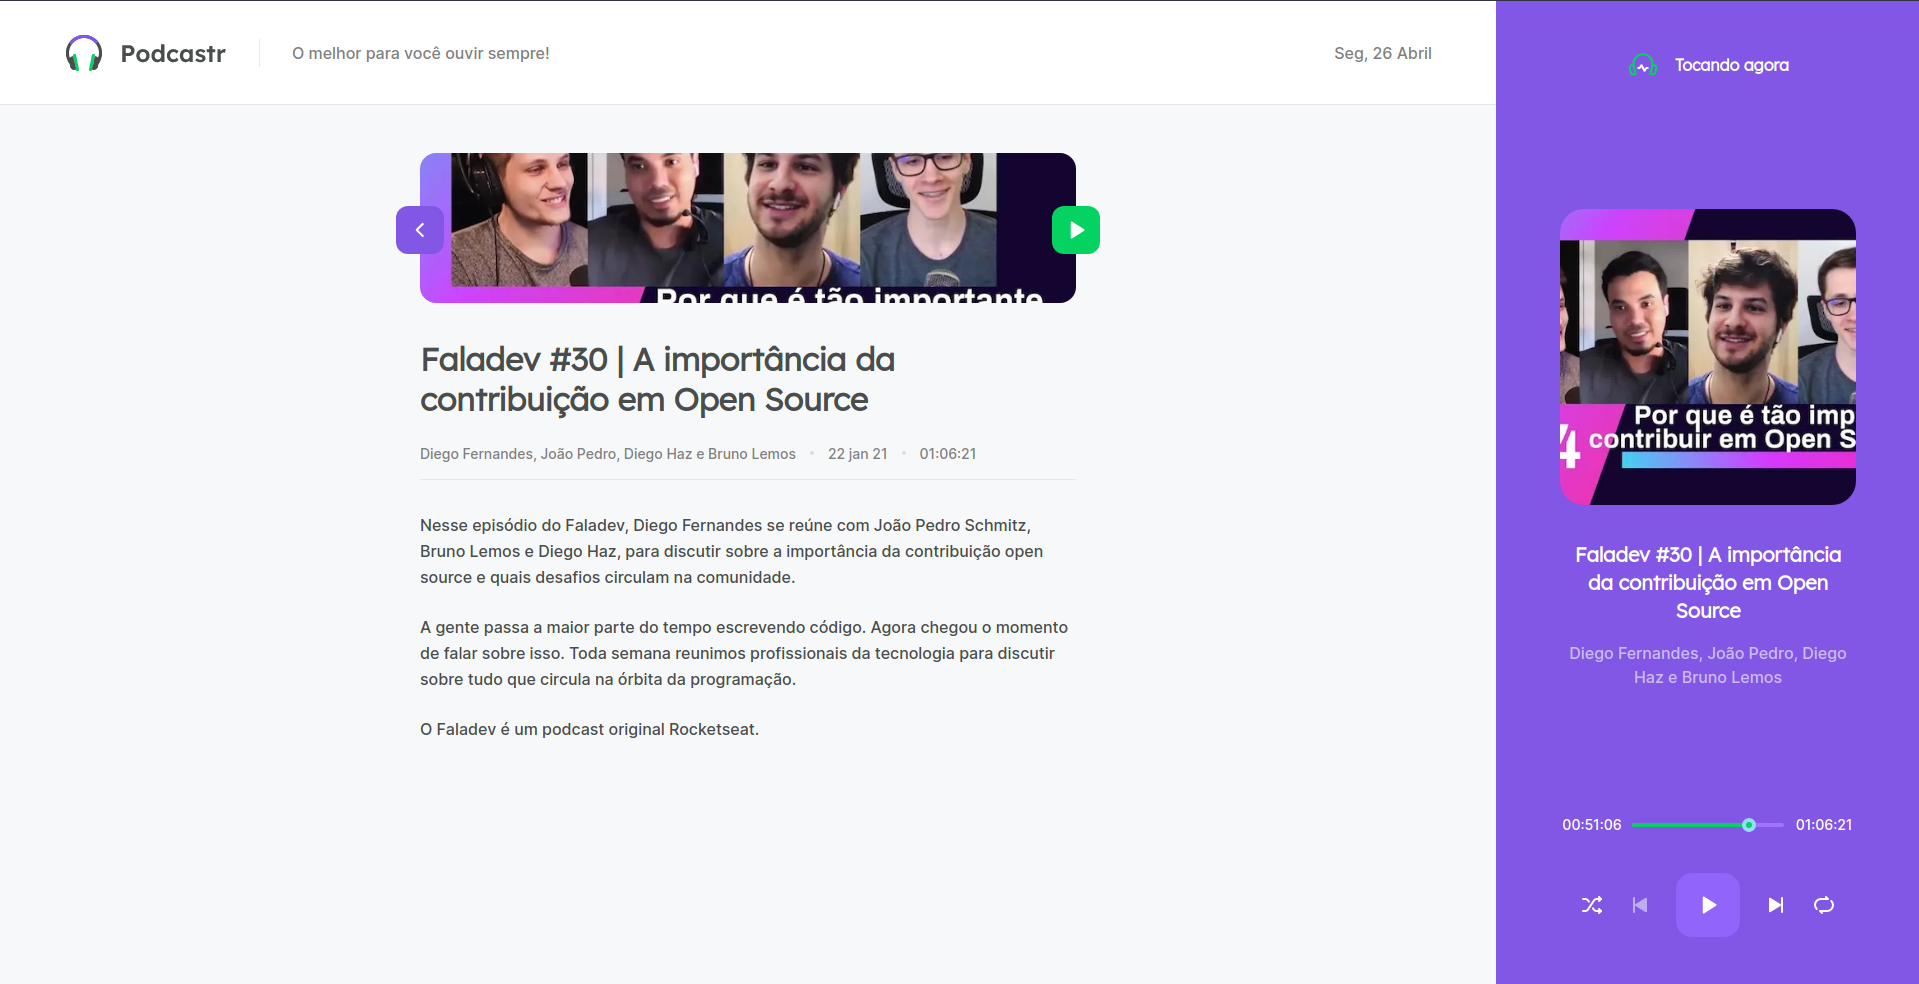 Podcastr
O melhor para você ouvir sempre!
Seg, 26 Abril
Por que é tão importante
Faladev #30 | A importância da
contribuição em Open Source
Diego Fernandes, João Pedro, Diego Haz e Bruno Lemos • 22 jan 21 • 01:06:21
Nesse episódio do Faladev, Diego Fernandes se reúne com João Pedro Schmitz,
Bruno Lemos e Diego Haz, para discutir sobre a importância da contribuição open
source e quais desafios circulam na comunidade.
A gente passa a maior parte do tempo escrevendo código. Agora chegou o momento
de falar sobre isso. Toda semana reunimos profissionais da tecnologia para discutir
sobre tudo que circula na órbita da programação.
O Faladev é um podcast original Rocketseat.
Tocando agora
Por que é tão imp
4 contribuir em Open S
Faladev #30 | A importância
da contribuição em Open
Source
Diego Fernandes, João Pedro, Diego
Haz e Bruno Lemos
00:51:06
01:06:21